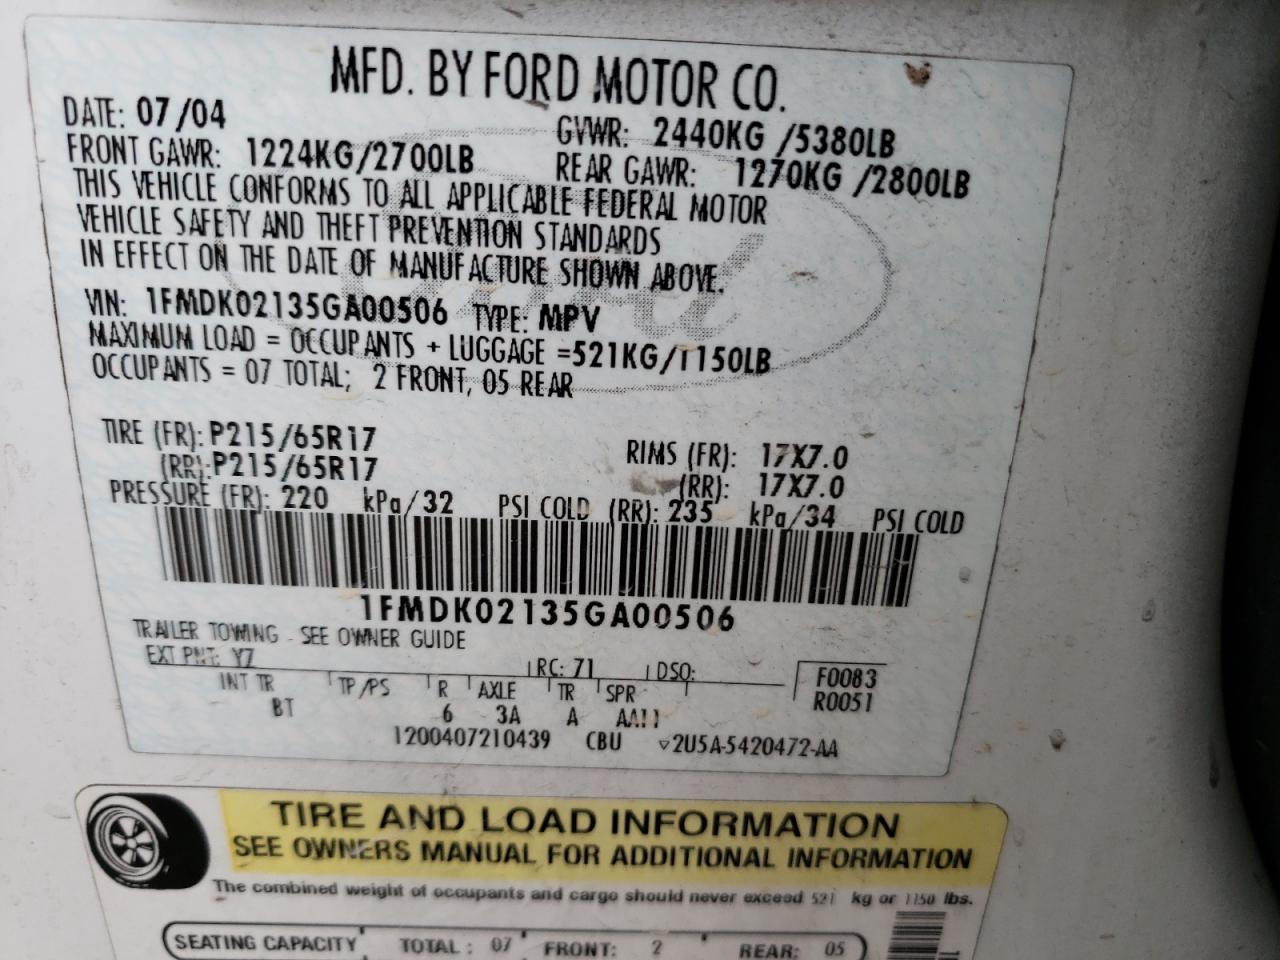 MFD. BY FORD MOTOR CO.
DATE: 07/04 GVWR: 2440KG /5380LB
FRONT GAWR: 1224KG/2700LB REAR GAWR: 1270KG /2800LB
THIS VEHICLE CONFORMS TO ALL APPLICABLE FEDERAL MOTOR
VEHICLE SAFETY AND THEFT PREVENTION STANDARDS
IN EFFECT ON THE DATE OF MANUFACTURE SHOWN ABOVE.
VIN: 1FMDK02135GA00506 TYPE: MPV
MAXIMUM LOAD = OCCUPANTS + LUGGAGE =521KG/1150LB
OCCUPANTS = 07 TOTAL; 2 FRONT, 05 REAR
TIRE (FR): P215/65R17 RIMS (FR): 17X7.0
(RR): P215/65R17 (RR): 17X7.0
PRESSURE (FR): 220 kPa/32 PSI COLD (RR): 235 kPa/34 PSI COLD
1FMDK02135GA00506
TRAILER TOWING - SEE OWNER GUIDE
EXT PNT: YZ RC: 71 DSO: F0083
INT TR TP/PS R AXLE TR SPR R0051
BT 6 3A A AA11
1200407210439 CBU ▽2U5A-5420472-AA
TIRE AND LOAD INFORMATION
SEE OWNERS MANUAL FOR ADDITIONAL INFORMATION
The combined weight of occupants and cargo should never exceed 521 kg or 1150 lbs.
SEATING CAPACITY TOTAL: 07 FRONT: 2 REAR: 05